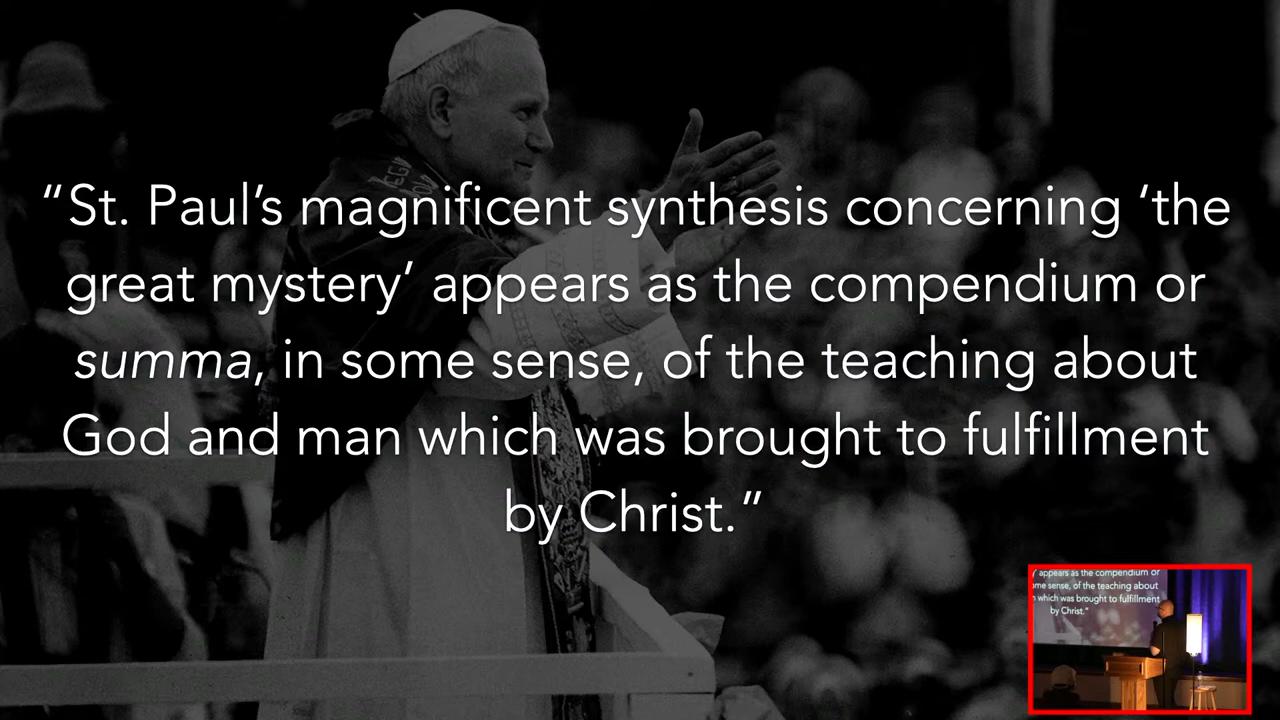 “St. Paul’s magnificent synthesis concerning ‘the
great mystery’ appears as the compendium or
summa, in some sense, of the teaching about
God and man which was brought to fulfillment
by Christ.”
appears as the compendium or
sense, of the teaching about
which was brought to fulfillment
by Christ.”